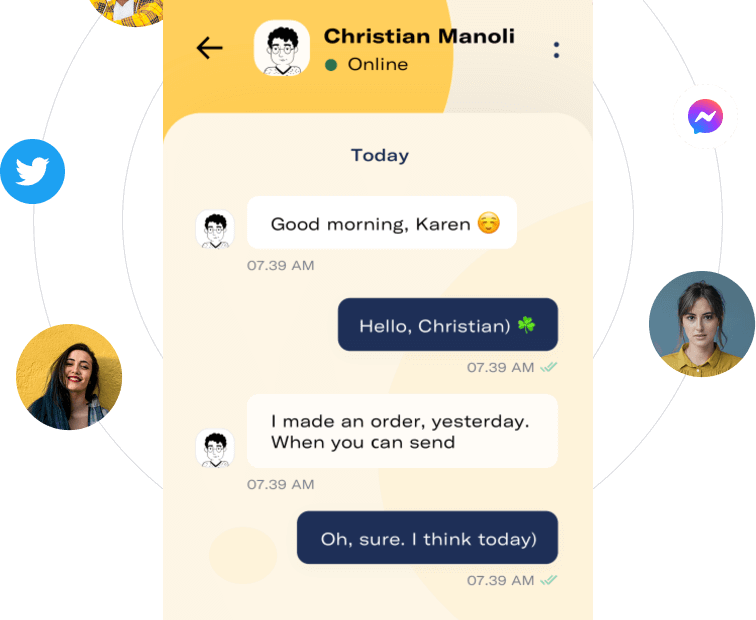 Christian Manoli
Online
Today
Good morning, Karen ☺️
07.39 AM
Hello, Christian) ☘️
07.39 AM
I made an order, yesterday.
When you can send
07.39 AM
Oh, sure. I think today)
07.39 AM